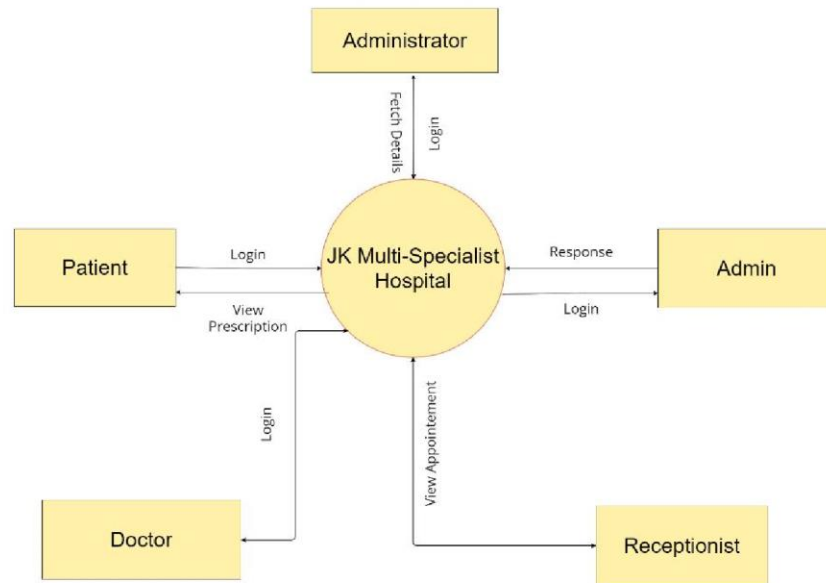 Administrator
Fetch Details
Login
JK Multi-Specialist
Hospital
Patient
Login
View
Prescription
Response
Login
Admin
Login
View Appointement
Doctor
Receptionist